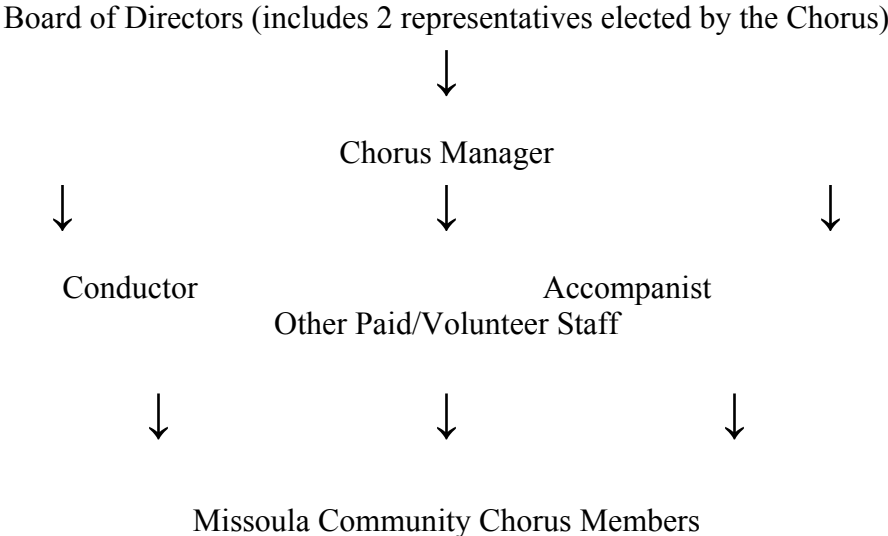 Board of Directors (includes 2 representatives elected by the Chorus)
↓
Chorus Manager
↓ ↓ ↓
Conductor Accompanist
Other Paid/Volunteer Staff
↓ ↓ ↓
Missoula Community Chorus Members